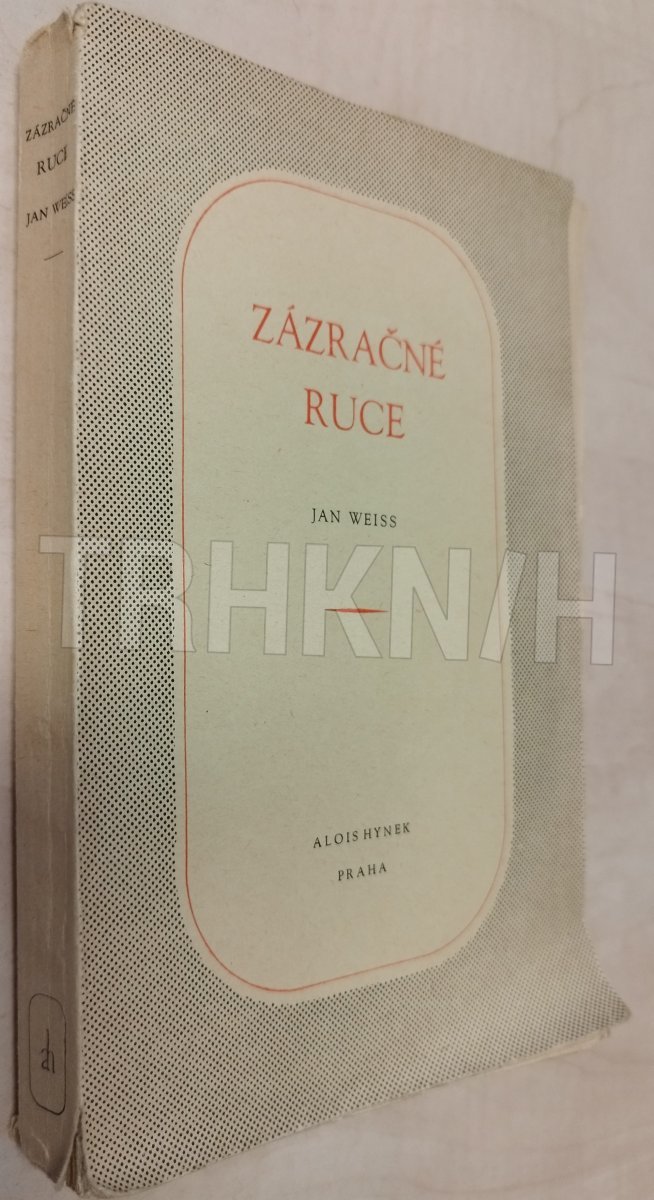 ZÁZRAČNÉ
RUCE
JAN WEISS
ZÁZRAČNÉ
RUCE
JAN WEISS
ALOIS HYNEK
PRAHA
ah
TRHKNIH